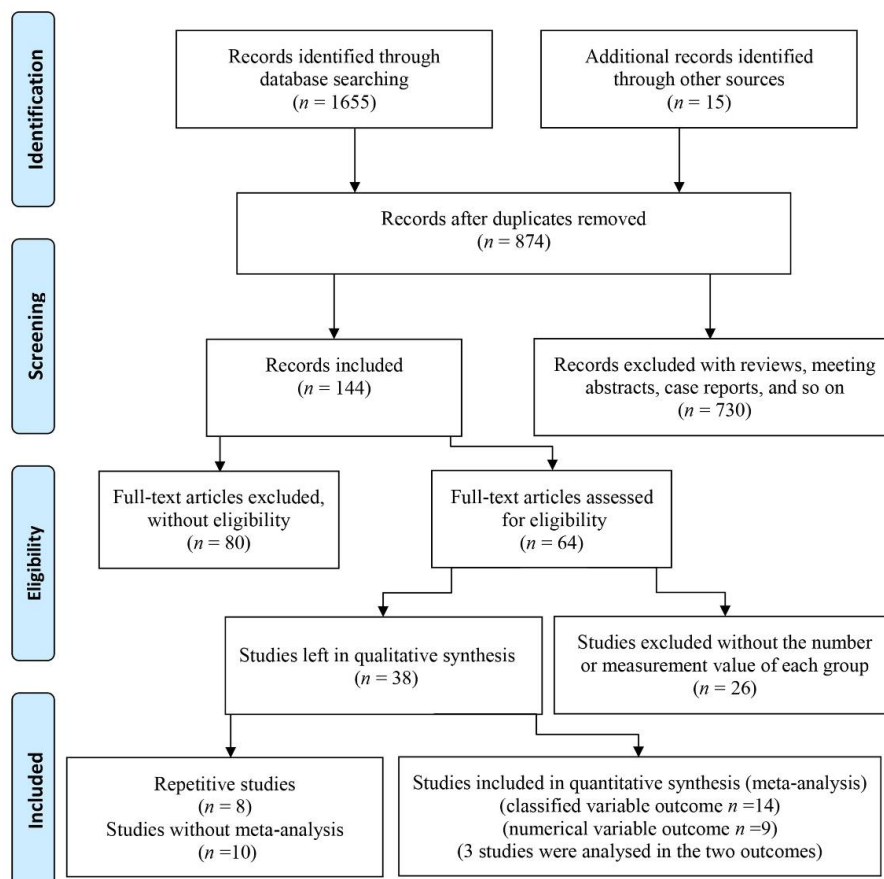 Identification
Records identified through
database searching
(n = 1655)
Additional records identified
through other sources
(n = 15)
Records after duplicates removed
(n = 874)
Screening
Records included
(n = 144)
Records excluded with reviews, meeting
abstracts, case reports, and so on
(n = 730)
Eligibility
Full-text articles excluded,
without eligibility
(n = 80)
Full-text articles assessed
for eligibility
(n = 64)
Studies left in qualitative synthesis
(n = 38)
Studies excluded without the number
or measurement value of each group
(n = 26)
Included
Repetitive studies
(n = 8)
Studies without meta-analysis
(n =10)
Studies included in quantitative synthesis (meta-analysis)
(classified variable outcome n =14)
(numerical variable outcome n =9)
(3 studies were analysed in the two outcomes)